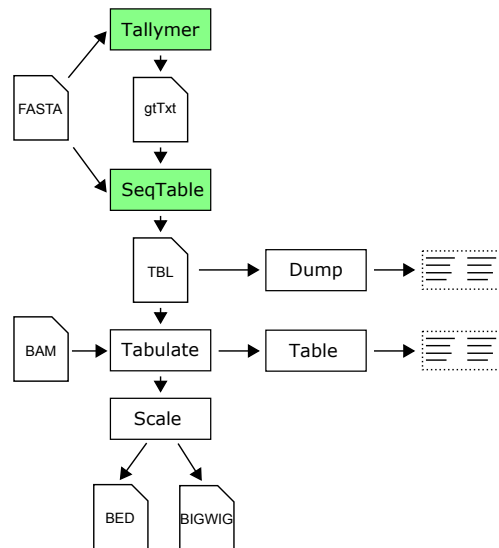 Tallymer
FASTA
gtTxt
SeqTable
TBL
Dump
BAM
Tabulate
Table
Scale
BED
BIGWIG